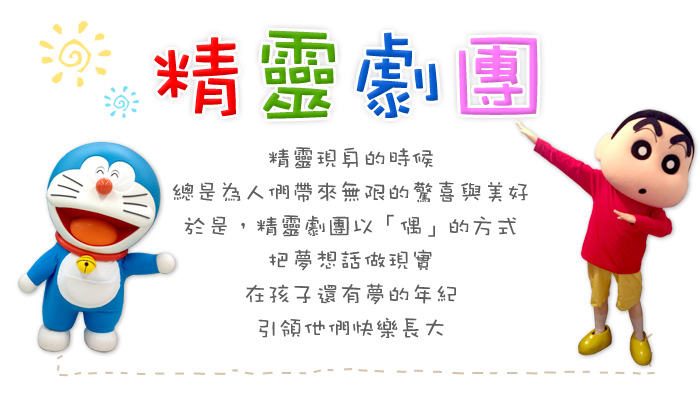 精靈劇團
精靈現身的時候
總是為人們帶來無限的驚喜與美好
於是，精靈劇團以「偶」的方式
把夢想話做現實
在孩子還有夢的年紀
引領他們快樂長大